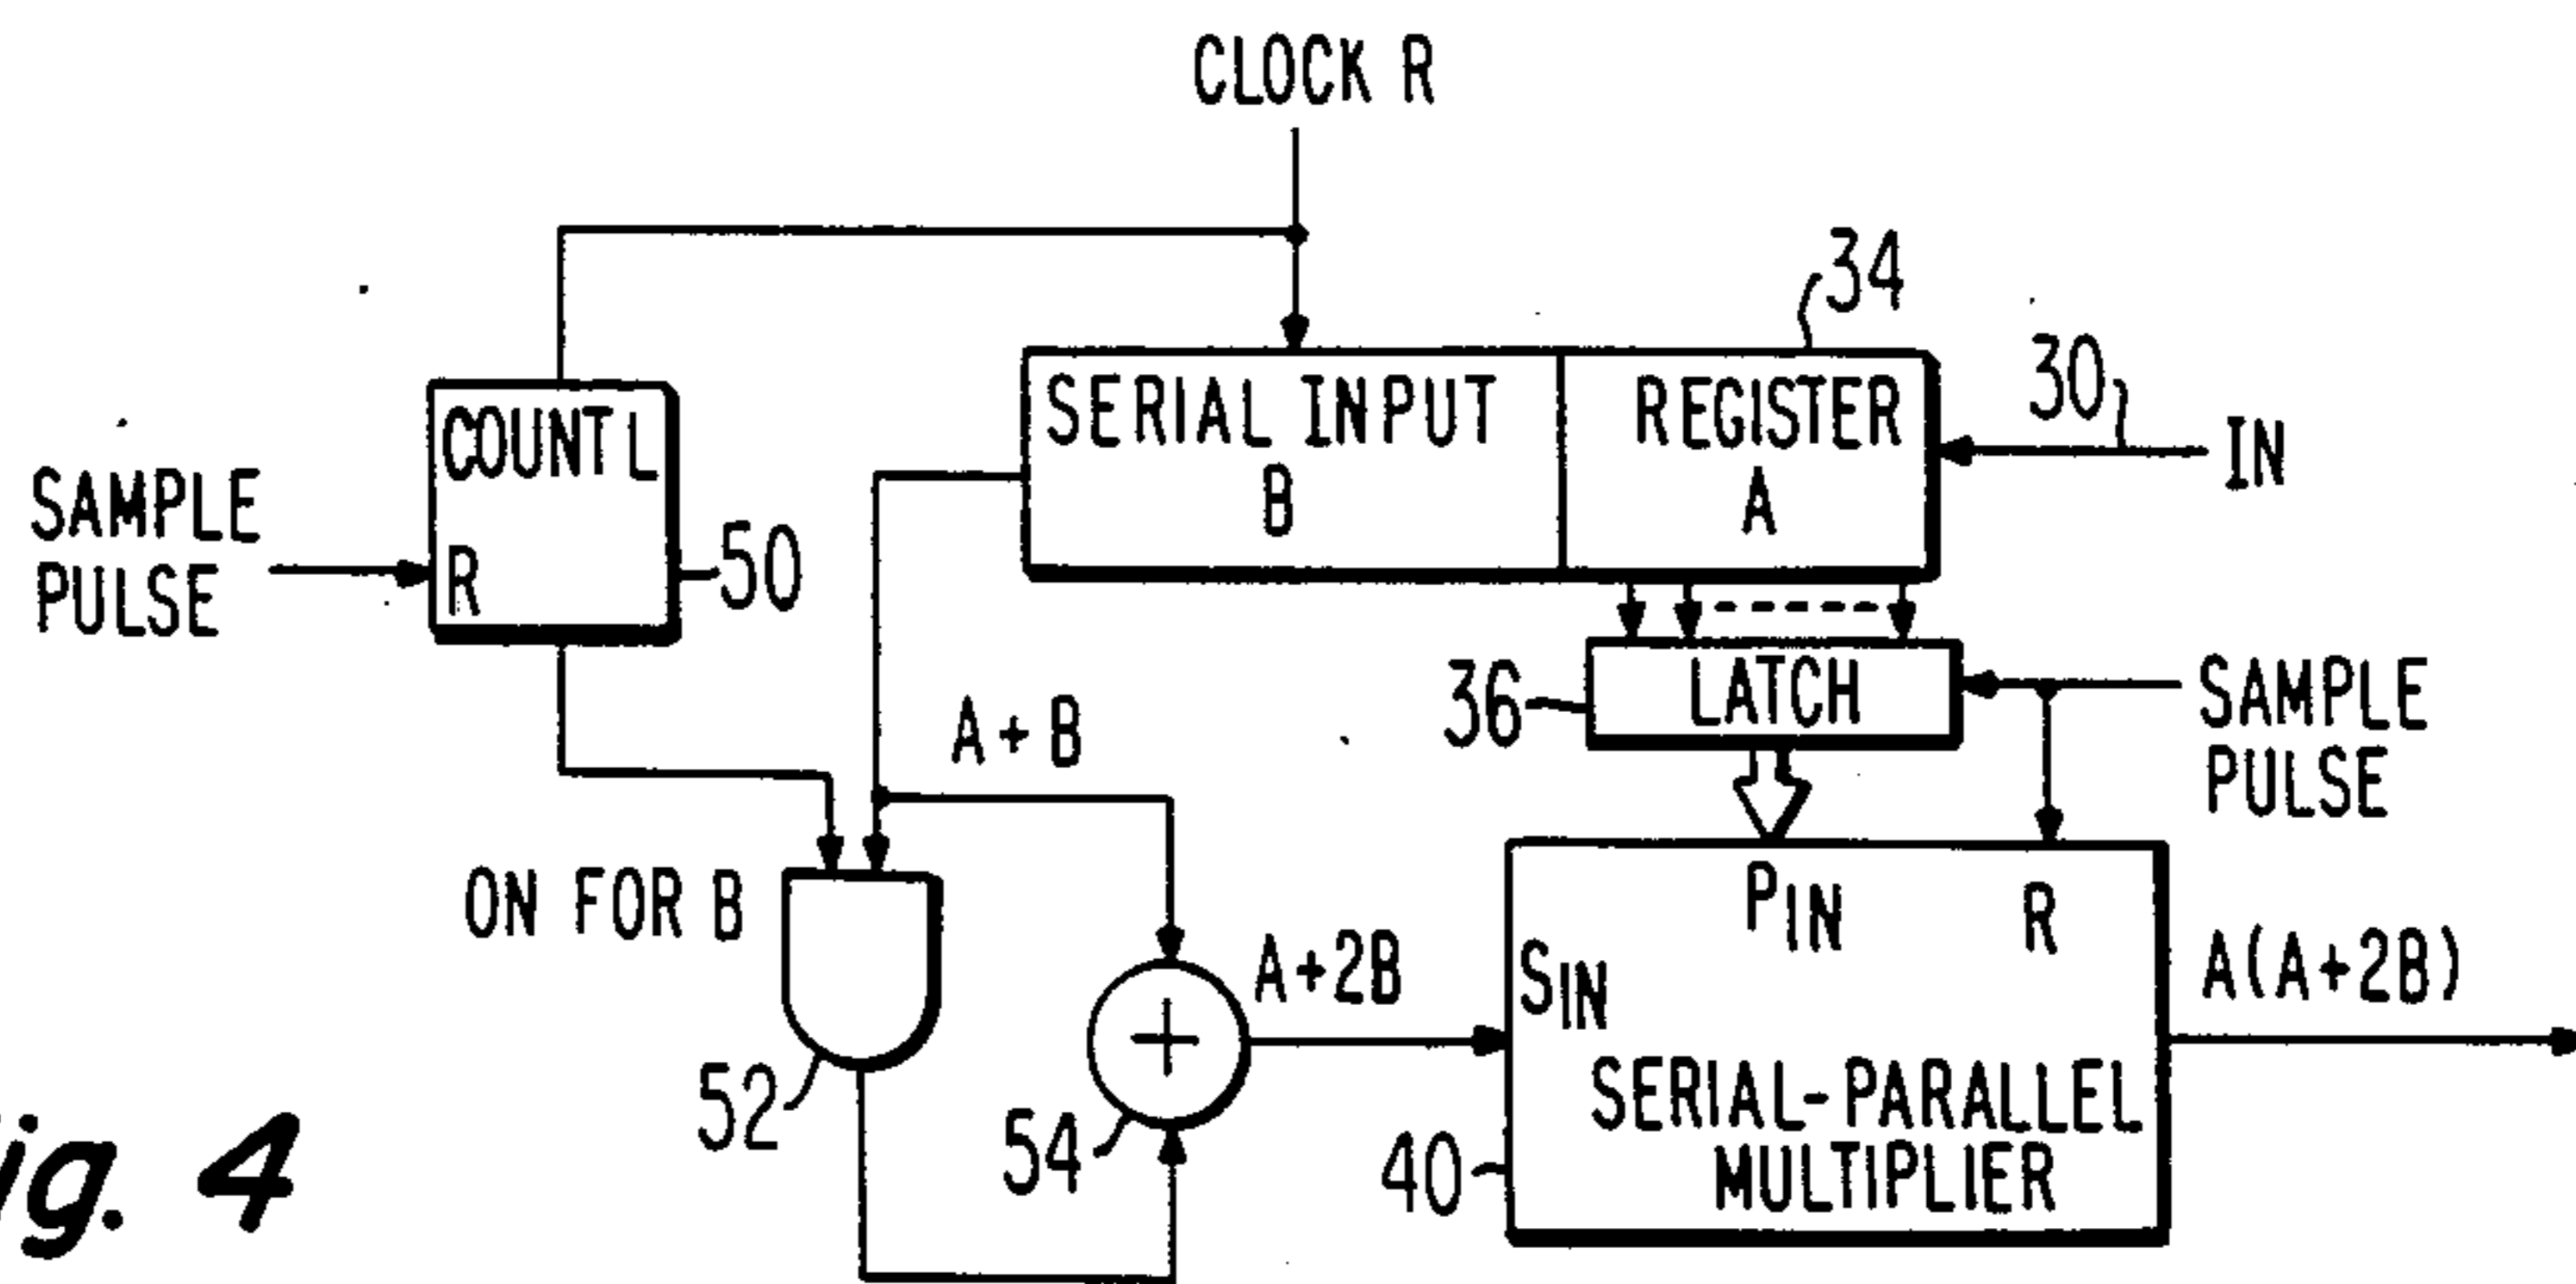 CLOCK R
34
30
IN
SERIAL INPUT
B
REGISTER
A
COUNT L
R
50
SAMPLE
PULSE
36
LATCH
SAMPLE
PULSE
A + B
ON FOR B
52
54
A+2B
PIN
R
SIN
SERIAL-PARALLEL
MULTIPLIER
40
A(A+2B)
ig. 4